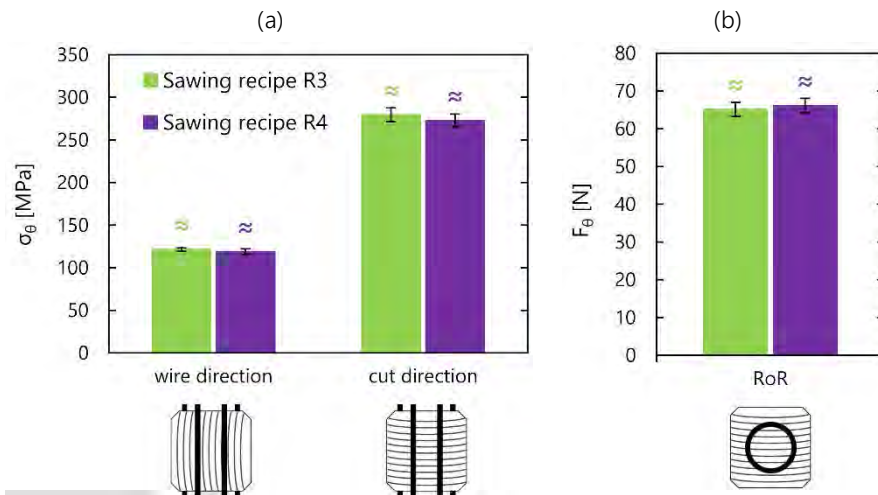 (a)
350
300
250
200
150
100
50
0
σθ [MPa]
Sawing recipe R3
Sawing recipe R4
≈
≈
≈
≈
wire direction
cut direction
(b)
80
70
60
50
40
30
20
10
0
Fθ [N]
≈
≈
RoR